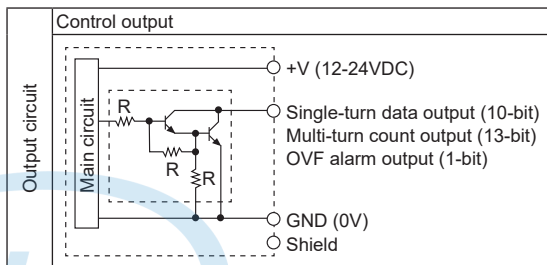 Control output
Output circuit
Main circuit
+V (12-24VDC)
R
Single-turn data output (10-bit)
Multi-turn count output (13-bit)
OVF alarm output (1-bit)
R
R
GND (0V)
Shield